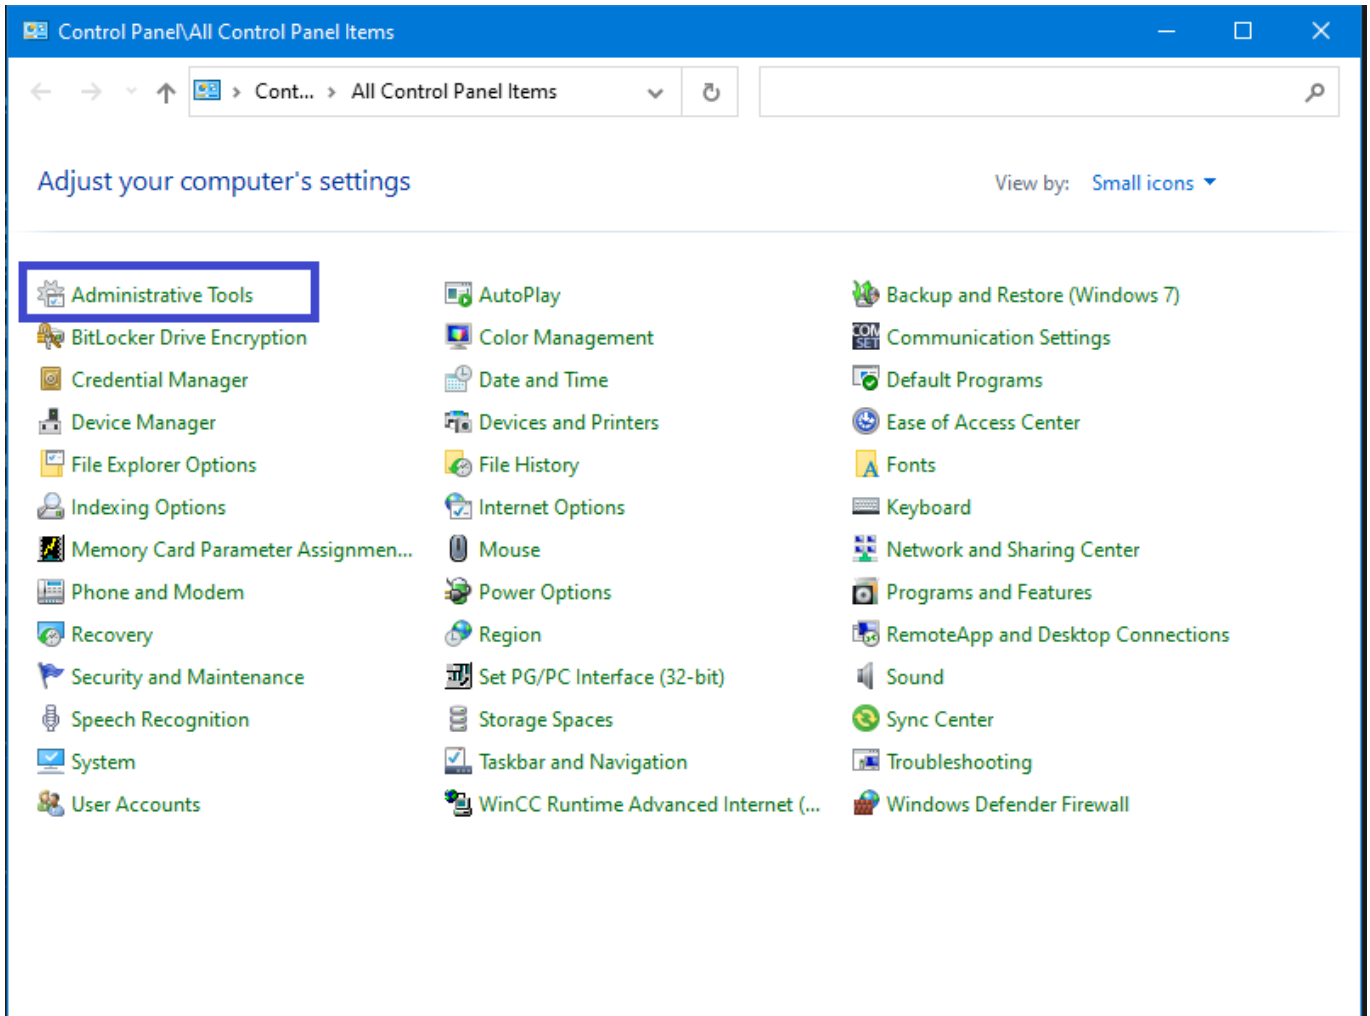 Control Panel\All Control Panel Items
Cont... > All Control Panel Items
Adjust your computer's settings
View by: Small icons
Administrative Tools
AutoPlay
Backup and Restore (Windows 7)
BitLocker Drive Encryption
Color Management
COM SET Communication Settings
Credential Manager
Date and Time
Default Programs
Device Manager
Devices and Printers
Ease of Access Center
File Explorer Options
File History
A Fonts
Indexing Options
Internet Options
Keyboard
Memory Card Parameter Assignmen...
Mouse
Network and Sharing Center
Phone and Modem
Power Options
Programs and Features
Recovery
Region
RemoteApp and Desktop Connections
Security and Maintenance
Set PG/PC Interface (32-bit)
Sound
Speech Recognition
Storage Spaces
Sync Center
System
Taskbar and Navigation
Troubleshooting
User Accounts
WinCC Runtime Advanced Internet (...
Windows Defender Firewall